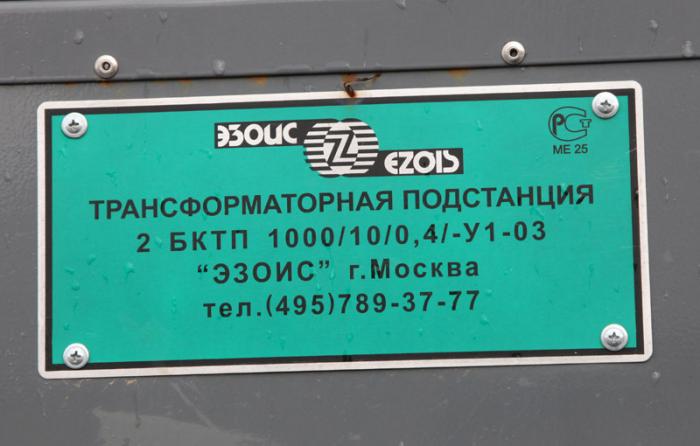 ЭЗОИС EZOIS
РСТ
МЕ 25
ТРАНСФОРМАТОРНАЯ ПОДСТАНЦИЯ
2 БКТП 1000/10/0,4/-У1-03
“ЭЗОИС” г.Москва
тел.(495)789-37-77